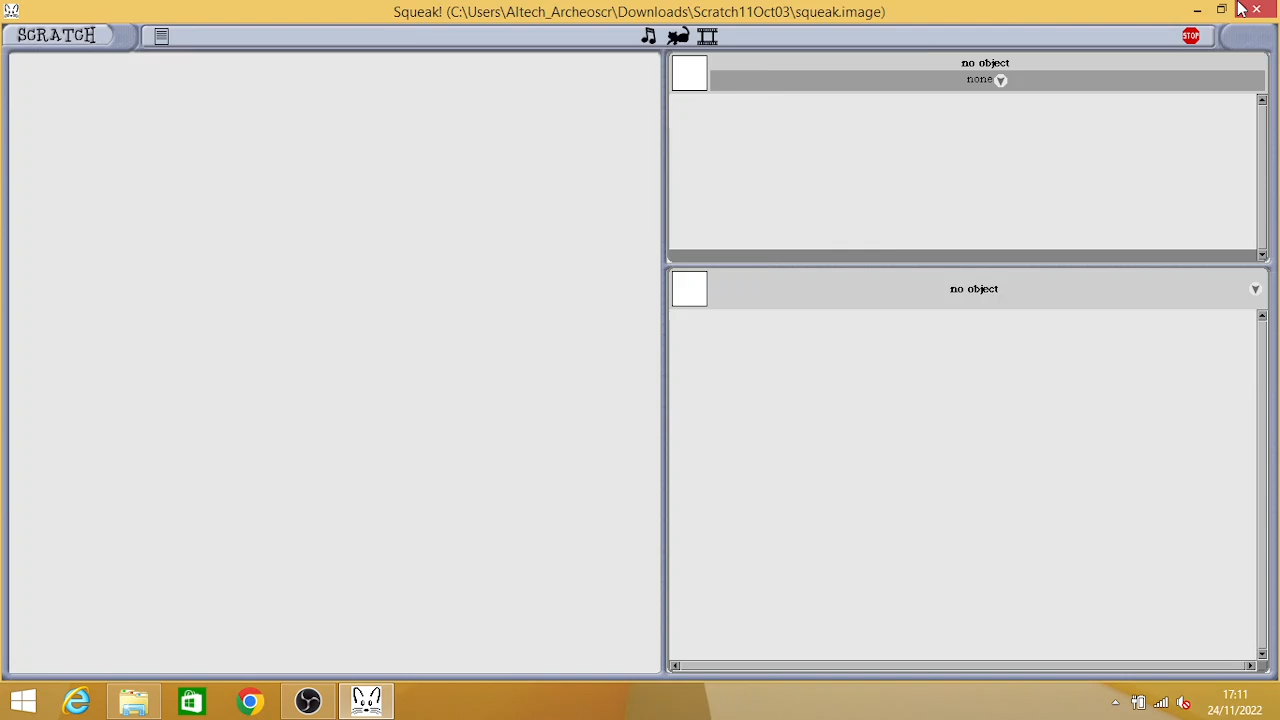 Squeak! (C:\Users\Altech_Archeoscr\Downloads\Scratch11Oct03\squeak.image)
SCRATCH
STOP
no object
none
no object
17:11
24/11/2022